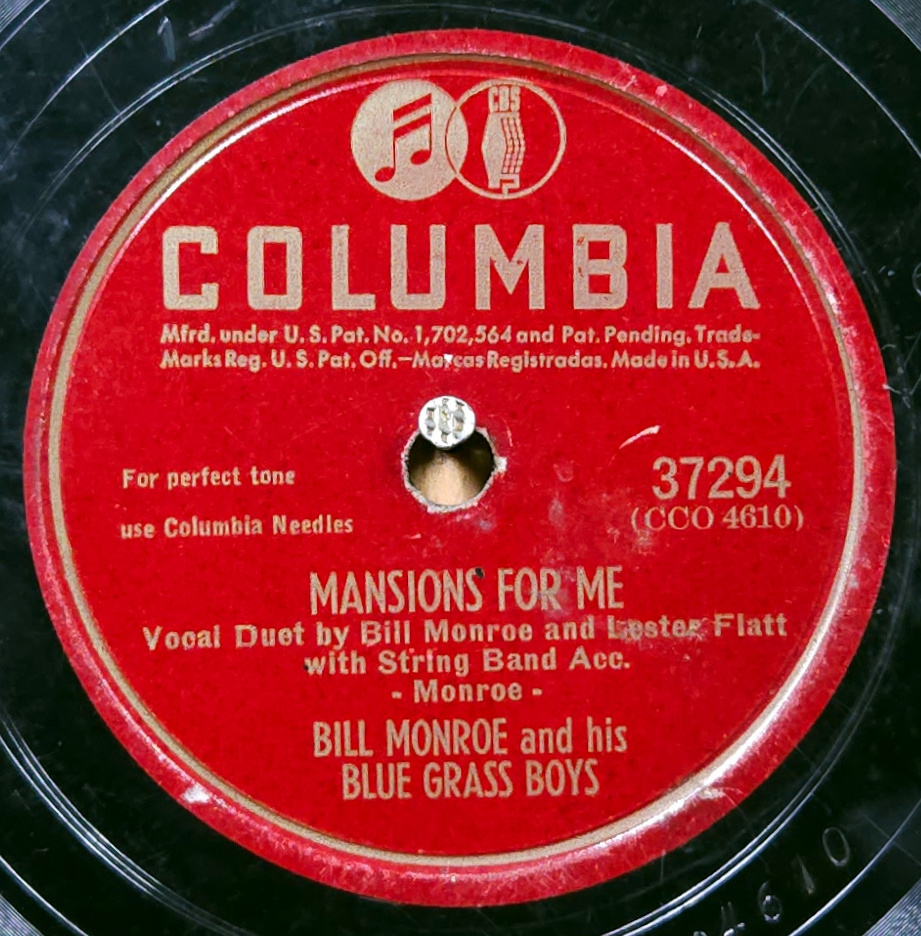 CBS
COLUMBIA
Mfrd. under U. S. Pat. No. 1,702,564 and Pat. Pending. Trade-
Marks Reg. U. S. Pat. Off.—Marcas Registradas. Made in U.S.A.
For perfect tone
use Columbia Needles
37294
(CCO 4610)
MANSIONS FOR ME
Vocal Duet by Bill Monroe and Lester Flatt
with String Band Acc.
- Monroe -
BILL MONROE and his
BLUE GRASS BOYS
4610